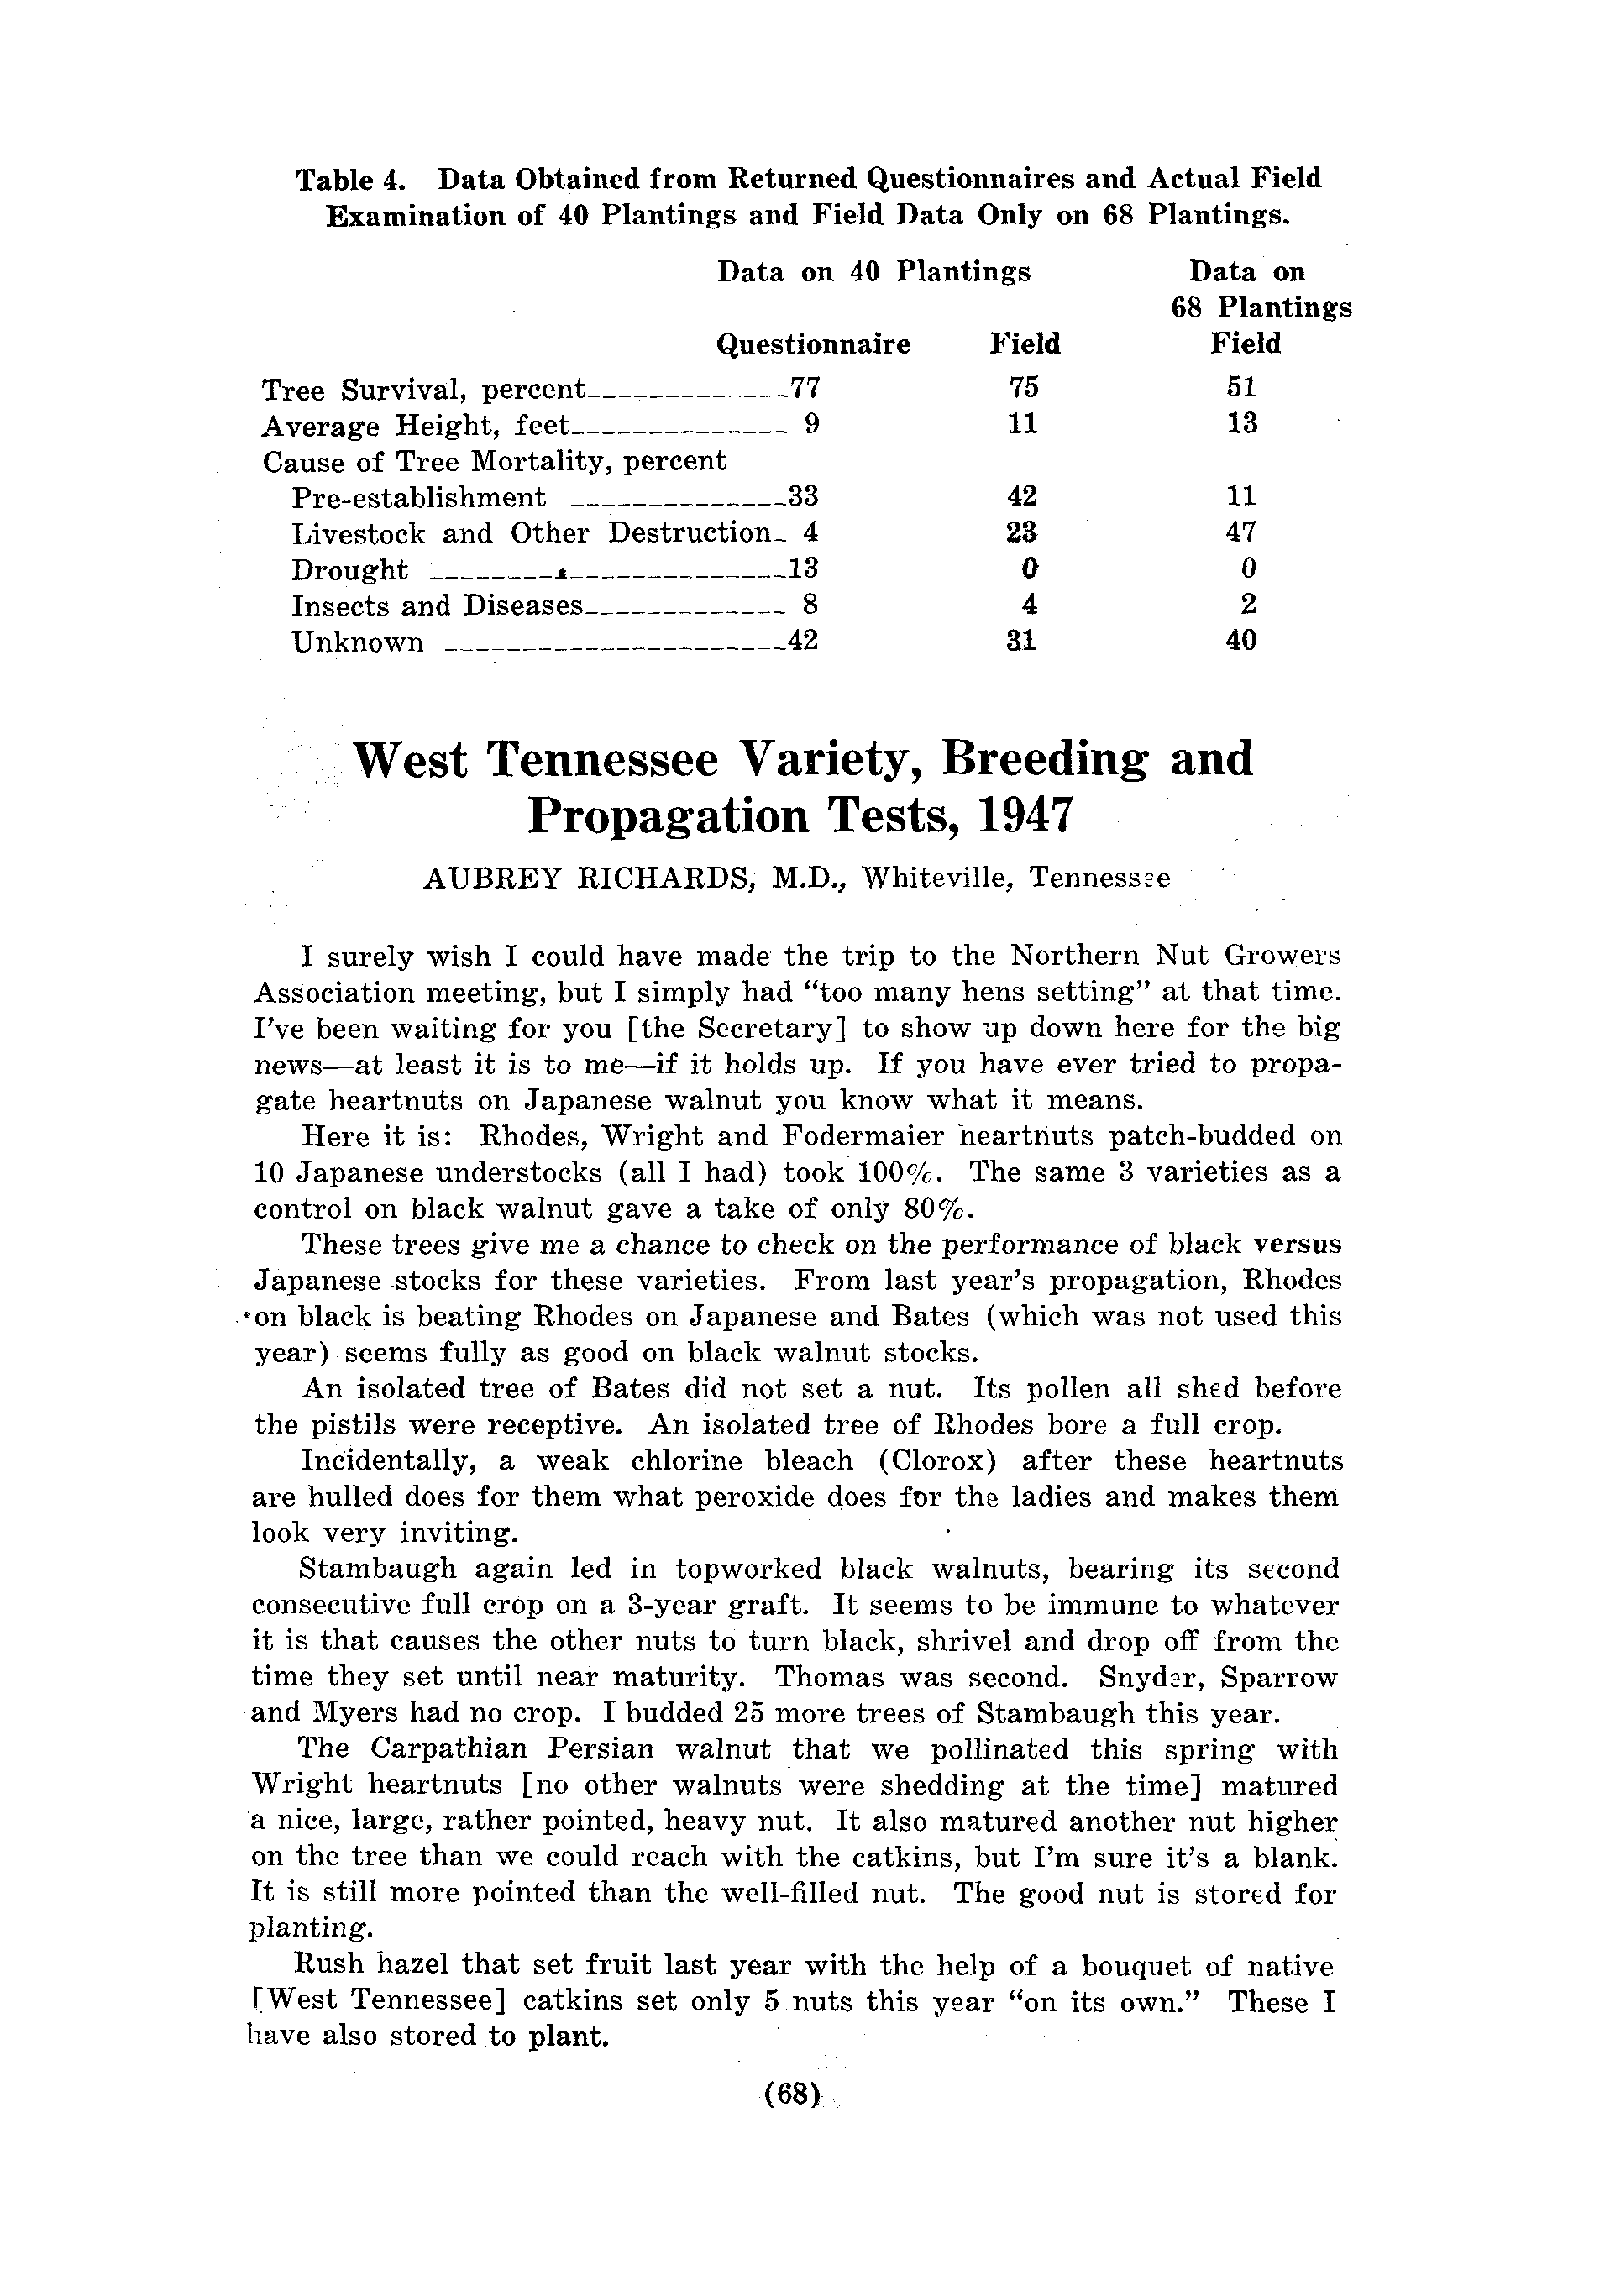 Table 4. Data Obtained from Returned Questionnaires and Actual Field
Examination of 40 Plantings and Field Data Only on 68 Plantings.
Data on 40 Plantings Data on
68 Plantings
Questionnaire Field Field
Tree Survival, percent 77 75 51
Average Height, feet 9 11 13
Cause of Tree Mortality, percent
Pre-establishment 33 42 11
Livestock and Other Destruction 4 23 47
Drought 13 0 0
Insects and Diseases 8 4 2
Unknown 42 31 40
West Tennessee Variety, Breeding and
Propagation Tests, 1947
AUBREY RICHARDS, M.D., Whiteville, Tennessee
I surely wish I could have made the trip to the Northern Nut Growers
Association meeting, but I simply had “too many hens setting” at that time.
I’ve been waiting for you [the Secretary] to show up down here for the big
news—at least it is to me—if it holds up. If you have ever tried to propa-
gate heartnuts on Japanese walnut you know what it means.
Here it is: Rhodes, Wright and Fodermaier heartnuts patch-budded on
10 Japanese understocks (all I had) took 100%. The same 3 varieties as a
control on black walnut gave a take of only 80%.
These trees give me a chance to check on the performance of black versus
Japanese stocks for these varieties. From last year’s propagation, Rhodes
on black is beating Rhodes on Japanese and Bates (which was not used this
year) seems fully as good on black walnut stocks.
An isolated tree of Bates did not set a nut. Its pollen all shed before
the pistils were receptive. An isolated tree of Rhodes bore a full crop.
Incidentally, a weak chlorine bleach (Clorox) after these heartnuts
are hulled does for them what peroxide does for the ladies and makes them
look very inviting.
Stambaugh again led in topworked black walnuts, bearing its second
consecutive full crop on a 3-year graft. It seems to be immune to whatever
it is that causes the other nuts to turn black, shrivel and drop off from the
time they set until near maturity. Thomas was second. Snyder, Sparrow
and Myers had no crop. I budded 25 more trees of Stambaugh this year.
The Carpathian Persian walnut that we pollinated this spring with
Wright heartnuts [no other walnuts were shedding at the time] matured
a nice, large, rather pointed, heavy nut. It also matured another nut higher
on the tree than we could reach with the catkins, but I’m sure it’s a blank.
It is still more pointed than the well-filled nut. The good nut is stored for
planting.
Rush hazel that set fruit last year with the help of a bouquet of native
[West Tennessee] catkins set only 5 nuts this year “on its own.” These I
have also stored to plant.
(68)